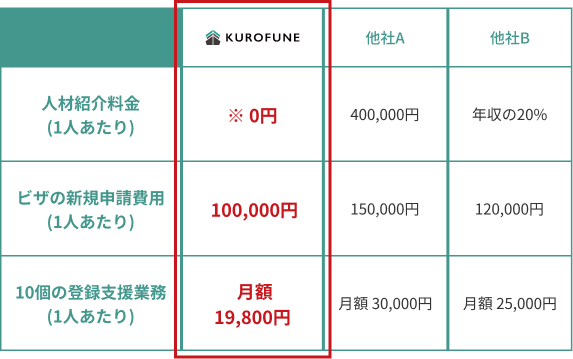 KUROFUNE
他社A
他社B
人材紹介料金
(1人あたり)
※ 0円
400,000円
年収の20%
ビザの新規申請費用
(1人あたり)
100,000円
150,000円
120,000円
10個の登録支援業務
(1人あたり)
月額
19,800円
月額 30,000円
月額 25,000円